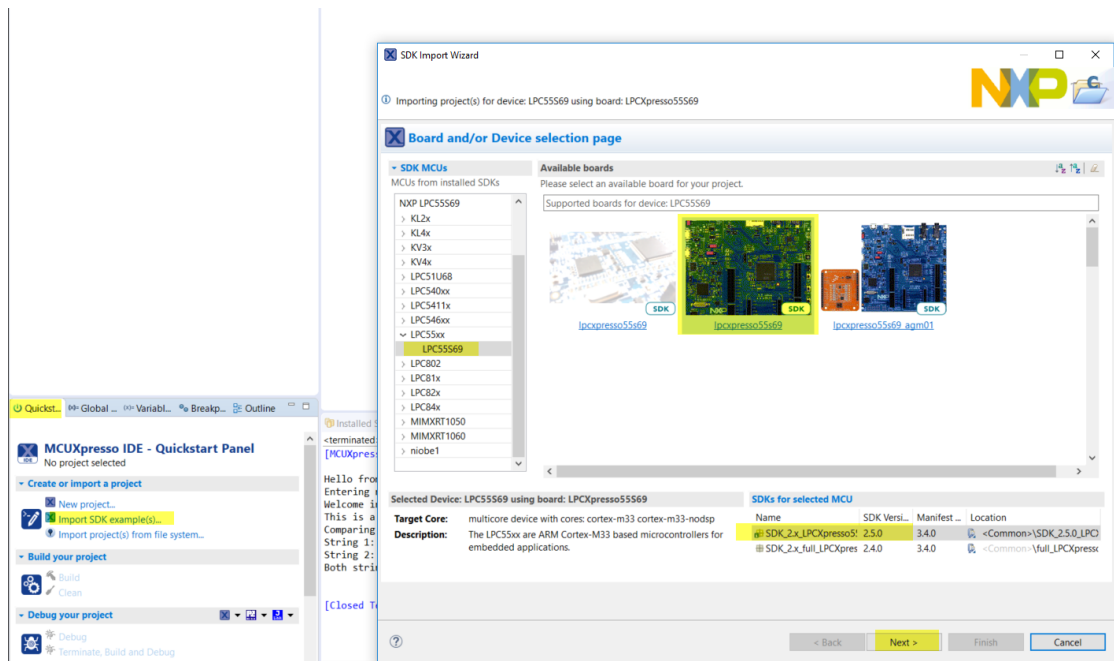 SDK Import Wizard
Importing project(s) for device: LPC55S69 using board: LPCXpresso55S69
NXP
Board and/or Device selection page
SDK MCUs
MCUs from installed SDKs
NXP LPC55S69
KL2x
KL4x
KV3x
KV4x
LPC51U68
LPC540xx
LPC5411x
LPC546xx
LPC55xx
LPC55S69
LPC802
LPC81x
LPC82x
LPC84x
MIMXRT1050
MIMXRT1060
niobe1
Available boards
Please select an available board for your project.
Supported boards for device: LPC55S69
SDK
SDK
SDK
lpcxpresso55s69
lpcxpresso55s69
lpcxpresso55s69_agm01
Selected Device: LPC55S69 using board: LPCXpresso55S69
Target Core: multicore device with cores: cortex-m33 cortex-m33-nodsp
Description: The LPC55xx are ARM Cortex-M33 based microcontrollers for
embedded applications.
SDKs for selected MCU
Name SDK Versi... Manifest ... Location
SDK_2.x_LPCXpresso5! 2.5.0 3.4.0 <Common>\SDK_2.5.0_LPC
SDK_2.x_full_LPCXpres 2.4.0 3.4.0 <Common>\full_LPCXpresso
< Back Next > Finish Cancel
Quickst... Global ... Variabl... Breakp... Outline
MCUXpresso IDE - Quickstart Panel
No project selected
Create or import a project
New project...
Import SDK example(s)...
Import project(s) from file system...
Build your project
Build
Clean
Debug your project
Debug
Terminate, Build and Debug
Installed S
<terminated>
[MCUXpress
Hello from
Entering
Welcome in
This is a
Comparing
String 1:
String 2:
Both stri
[Closed Te